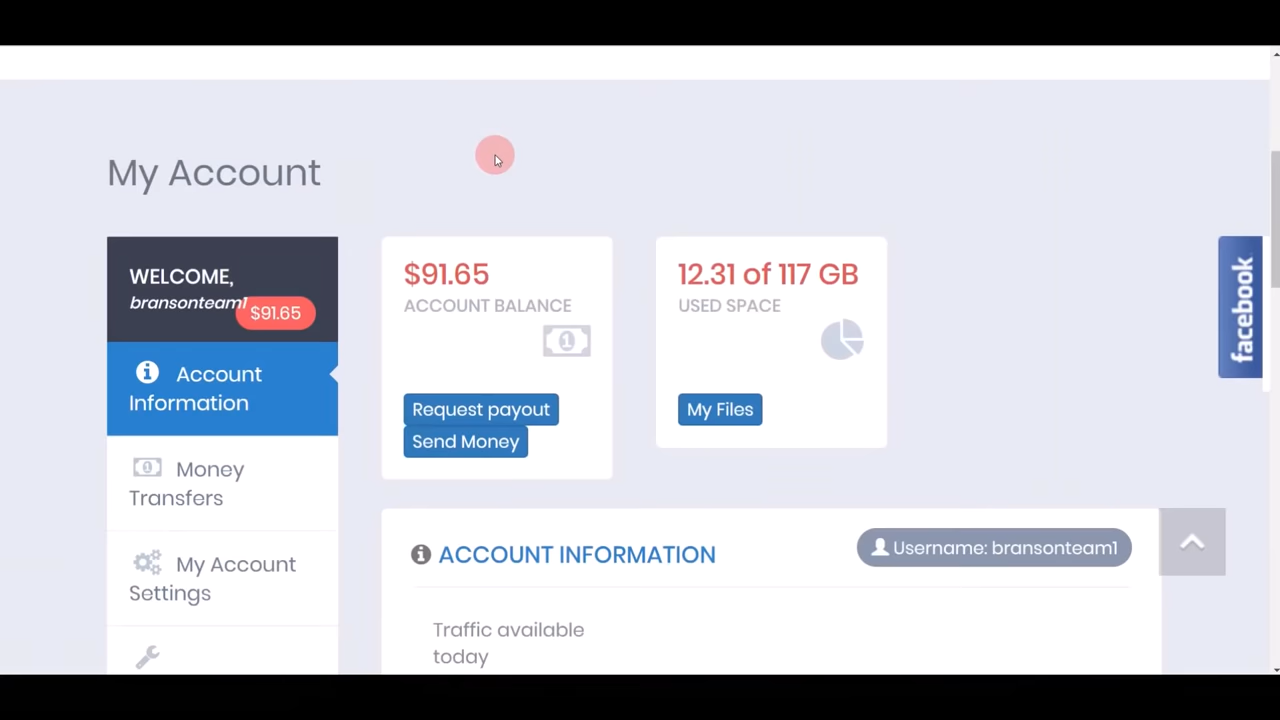 My Account
WELCOME,
bransonteam1
$91.65
Account
Information
Money
Transfers
My Account
Settings
$91.65
ACCOUNT BALANCE
Request payout
Send Money
12.31 of 117 GB
USED SPACE
My Files
facebook
ACCOUNT INFORMATION
Username: bransonteam1
Traffic available
today